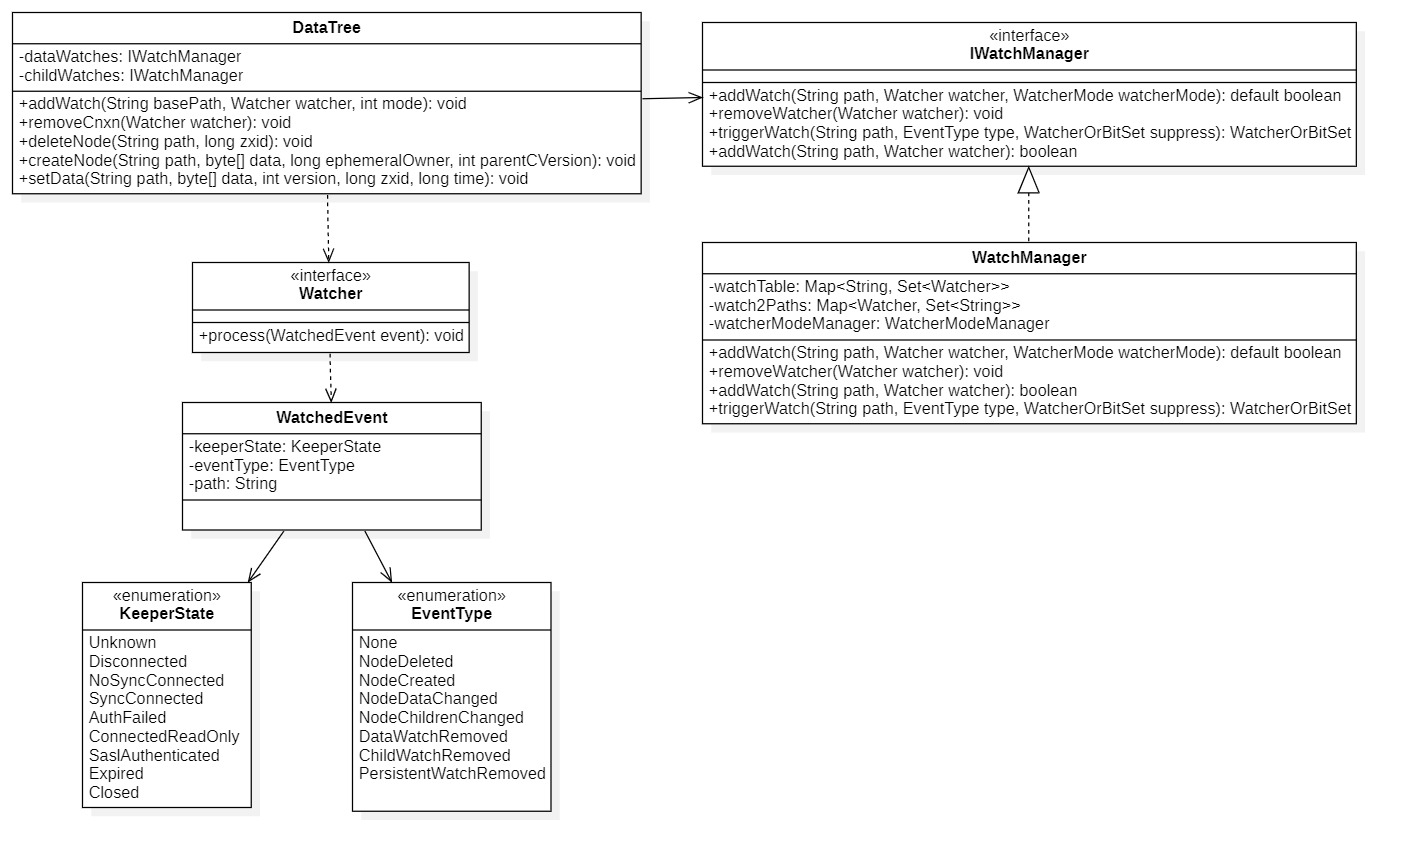 DataTree
-dataWatches: IWatchManager
-childWatches: IWatchManager
+addWatch(String basePath, Watcher watcher, int mode): void
+removeCnxn(Watcher watcher): void
+deleteNode(String path, long zxid): void
+createNode(String path, byte[] data, long ephemeralOwner, int parentCVersion): void
+setData(String path, byte[] data, int version, long zxid, long time): void
«interface»
IWatchManager
+addWatch(String path, Watcher watcher, WatcherMode watcherMode): default boolean
+removeWatcher(Watcher watcher): void
+triggerWatch(String path, EventType type, WatcherOrBitSet suppress): WatcherOrBitSet
+addWatch(String path, Watcher watcher): boolean
«interface»
Watcher
+process(WatchedEvent event): void
WatchManager
-watchTable: Map<String, Set<Watcher>>
-watch2Paths: Map<Watcher, Set<String>>
-watcherModeManager: WatcherModeManager
+addWatch(String path, Watcher watcher, WatcherMode watcherMode): default boolean
+removeWatcher(Watcher watcher): void
+addWatch(String path, Watcher watcher): boolean
+triggerWatch(String path, EventType type, WatcherOrBitSet suppress): WatcherOrBitSet
WatchedEvent
-keeperState: KeeperState
-eventType: EventType
-path: String
«enumeration»
KeeperState
Unknown
Disconnected
NoSyncConnected
SyncConnected
AuthFailed
ConnectedReadOnly
SaslAuthenticated
Expired
Closed
«enumeration»
EventType
None
NodeDeleted
NodeCreated
NodeDataChanged
NodeChildrenChanged
DataWatchRemoved
ChildWatchRemoved
PersistentWatchRemoved